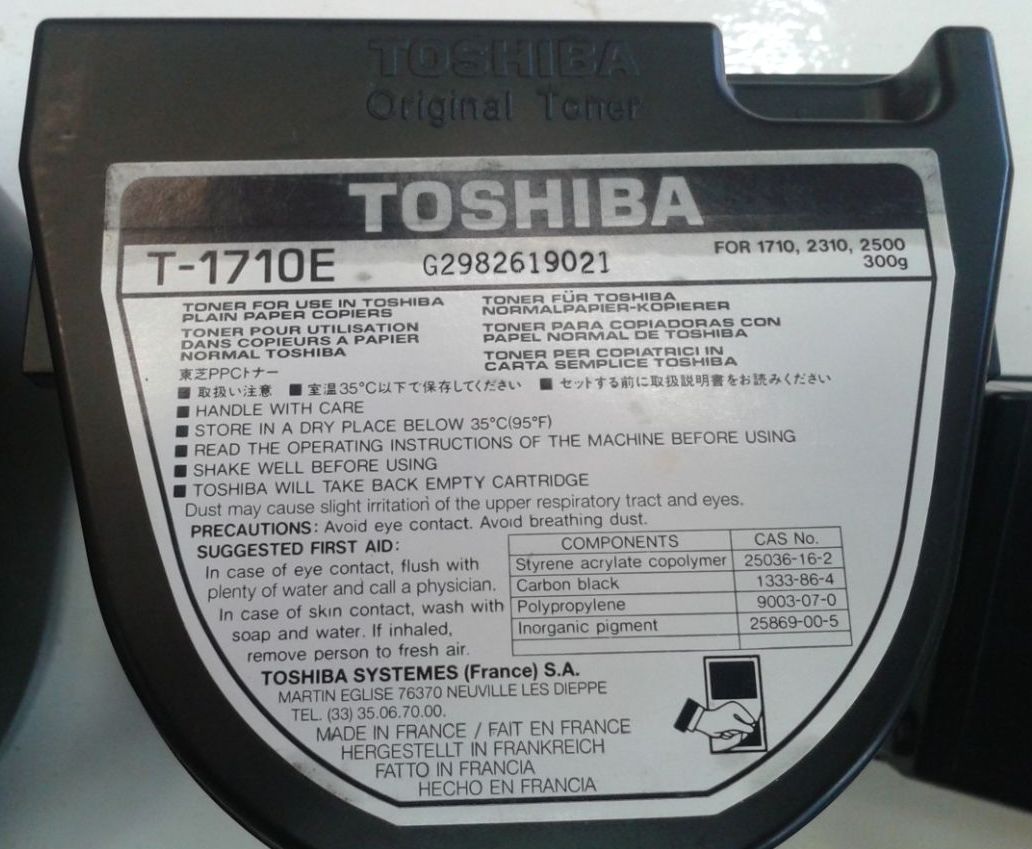 TOSHIBA
Original Toner
TOSHIBA
T-1710E
G2982619021
FOR 1710, 2310, 2500
300g
TONER FOR USE IN TOSHIBA
PLAIN PAPER COPIERS
TONER POUR UTILISATION
DANS COPIEURS A PAPIER
NORMAL TOSHIBA
TONER FÜR TOSHIBA
NORMALPAPIER-KOPIERER
TONER PARA COPIADORAS CON
PAPEL NORMAL DE TOSHIBA
TONER PER COPIATRICI IN
CARTA SEMPLICE TOSHIBA
東芝PPCトナー
■ 取扱い注意 ■ 室温35°C以下で保存してください ■ セットする前に取扱説明書をお読みください
■ HANDLE WITH CARE
■ STORE IN A DRY PLACE BELOW 35°C(95°F)
■ READ THE OPERATING INSTRUCTIONS OF THE MACHINE BEFORE USING
■ SHAKE WELL BEFORE USING
■ TOSHIBA WILL TAKE BACK EMPTY CARTRIDGE
Dust may cause slight irritation of the upper respiratory tract and eyes.
PRECAUTIONS: Avoid eye contact. Avoid breathing dust.
SUGGESTED FIRST AID:
In case of eye contact, flush with
plenty of water and call a physician.
In case of skin contact, wash with
soap and water. If inhaled,
remove person to fresh air.
COMPONENTS CAS No.
Styrene acrylate copolymer 25036-16-2
Carbon black 1333-86-4
Polypropylene 9003-07-0
Inorganic pigment 25869-00-5
TOSHIBA SYSTEMES (France) S.A.
MARTIN EGLISE 76370 NEUVILLE LES DIEPPE
TEL. (33) 35.06.70.00.
MADE IN FRANCE / FAIT EN FRANCE
HERGESTELLT IN FRANKREICH
FATTO IN FRANCIA
HECHO EN FRANCIA